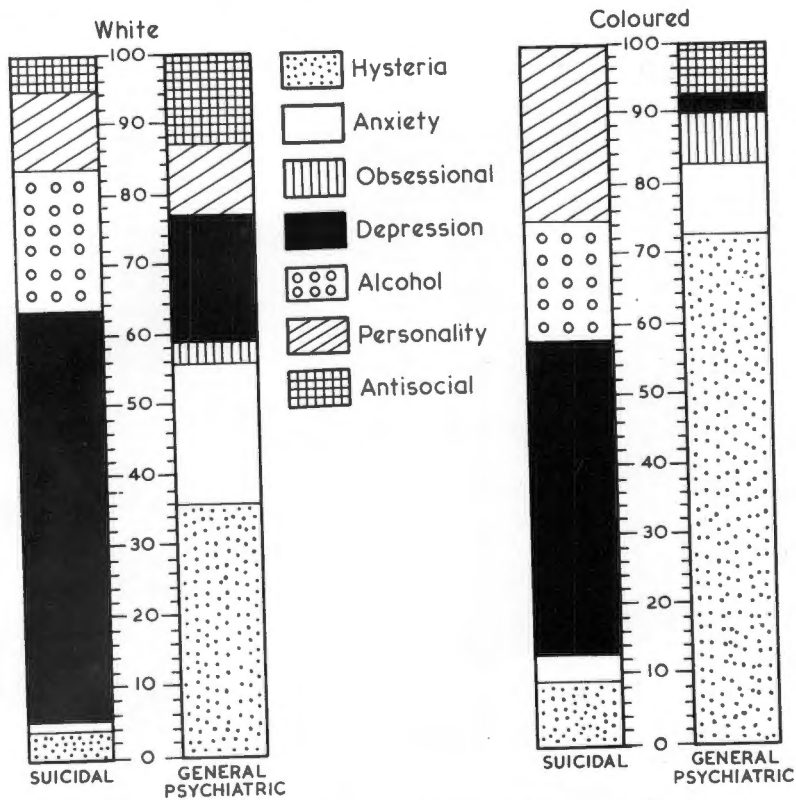 White
100
90
80
70
60
50
40
30
20
10
0
SUICIDAL
GENERAL
PSYCHIATRIC
Hysteria
Anxiety
Obsessional
Depression
Alcohol
Personality
Antisocial
Coloured
100
90
80
70
60
50
40
30
20
10
0
SUICIDAL
GENERAL
PSYCHIATRIC